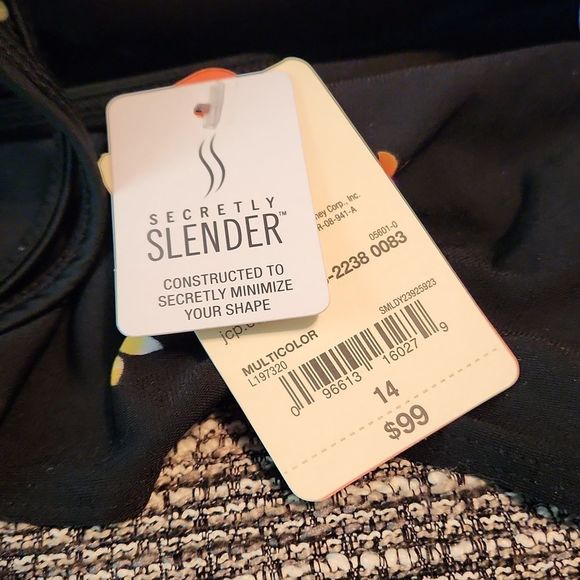 SECRETLY
SLENDER™
CONSTRUCTED TO
SECRETLY MINIMIZE
YOUR SHAPE
ney Corp., Inc.
R-08-941-A
05601-0
-2238 0083
jcp.c
MULTICOLOR
SMLDY23925923
L197320
0 96613 16027 9
14
$99